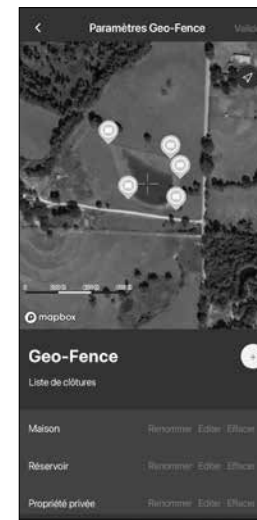 Paramètres Geo-Fence
mapbox
Geo-Fence
Liste de clôtures
Maison Renommer Editer Effacer
Réservoir Renommer Editer Effacer
Propriété privée Renommer Editer Effacer